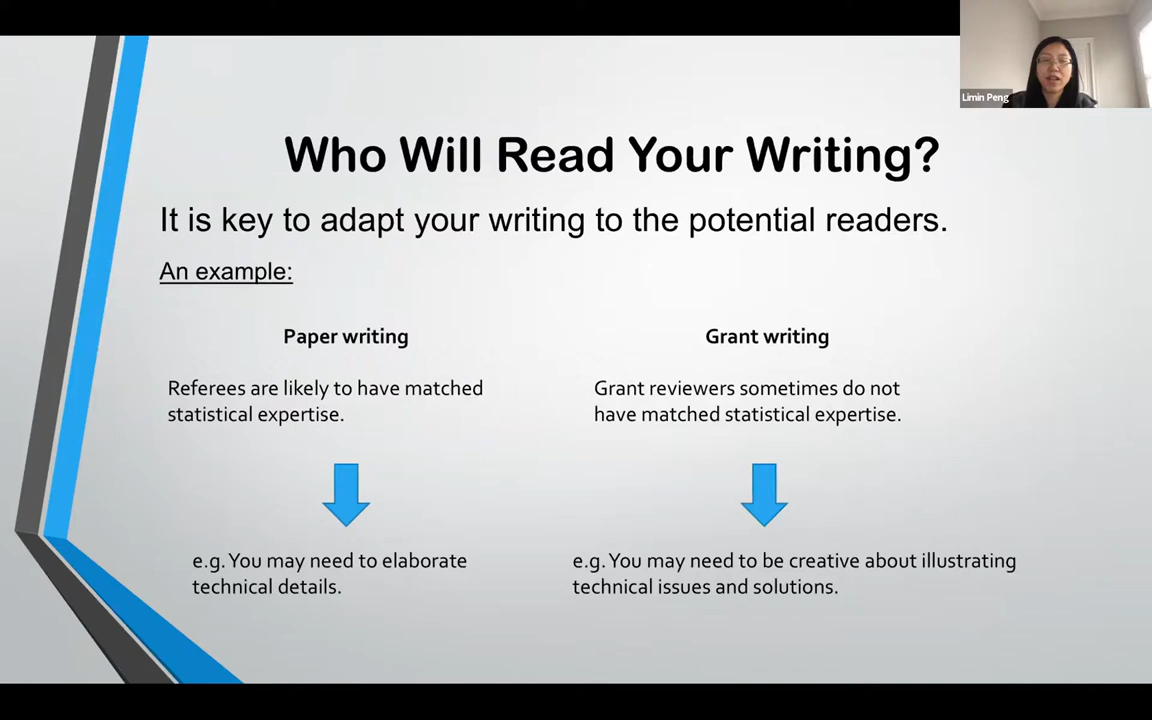 Limin Peng
Who Will Read Your Writing?
It is key to adapt your writing to the potential readers.
An example:
Paper writing
Referees are likely to have matched
statistical expertise.
e.g. You may need to elaborate
technical details.
Grant writing
Grant reviewers sometimes do not
have matched statistical expertise.
e.g. You may need to be creative about illustrating
technical issues and solutions.